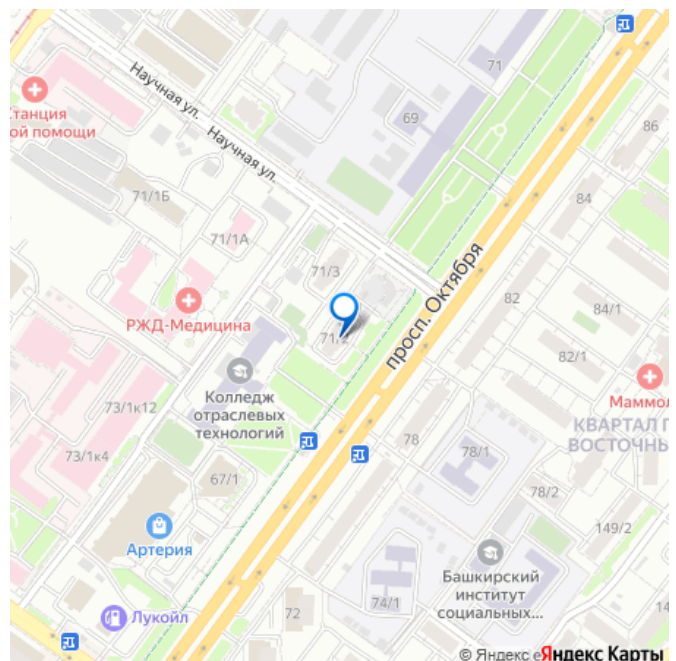 71
Научная ул.
Научная ул.
Станция
ой помощи
69
86
71/1Б
84
71/1А
71/3
просп. Октября
82
84/1
РЖД-Медицина
71/2
82/1
Маммол
Колледж
отраслевых
технологий
73/1к12
КВАРТАЛ П
ВОСТОЧНЫ
78
78/1
73/1к4
67/1
78/2
149/2
Артерия
Башкирский
институт
социальных...
74/1
72
14
Лукойл
© Яндекс
Яндекс Карты